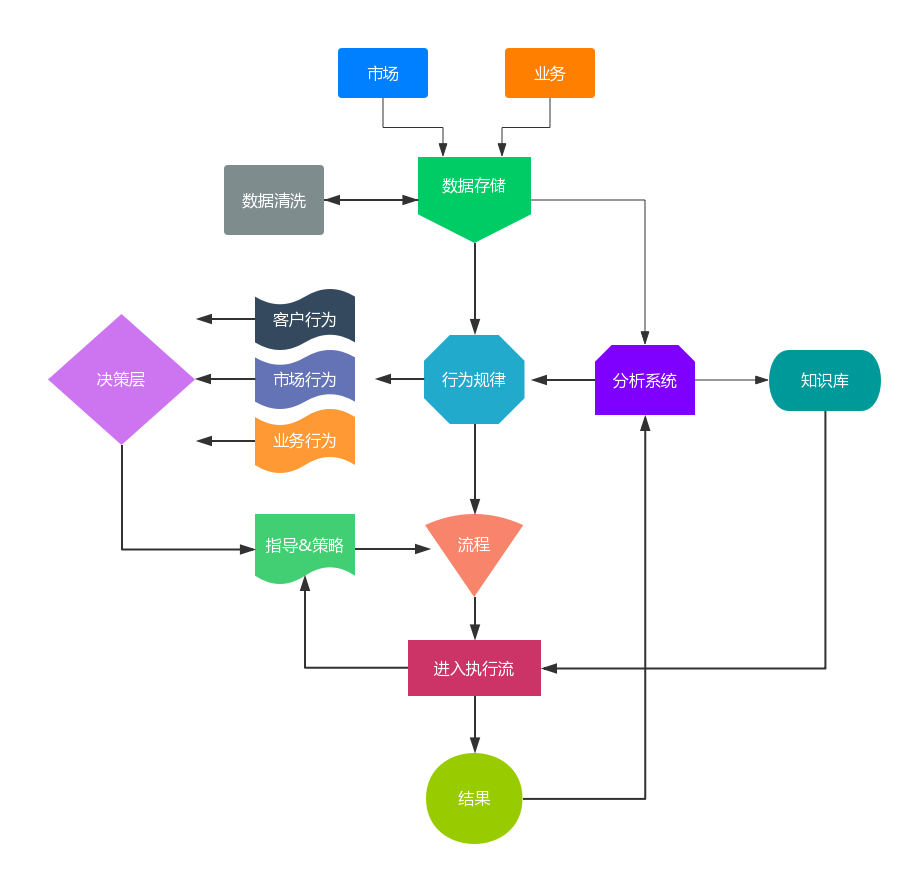 市场
业务
数据存储
数据清洗
客户行为
决策层
市场行为
行为规律
分析系统
知识库
业务行为
指导&策略
流程
进入执行流
结果